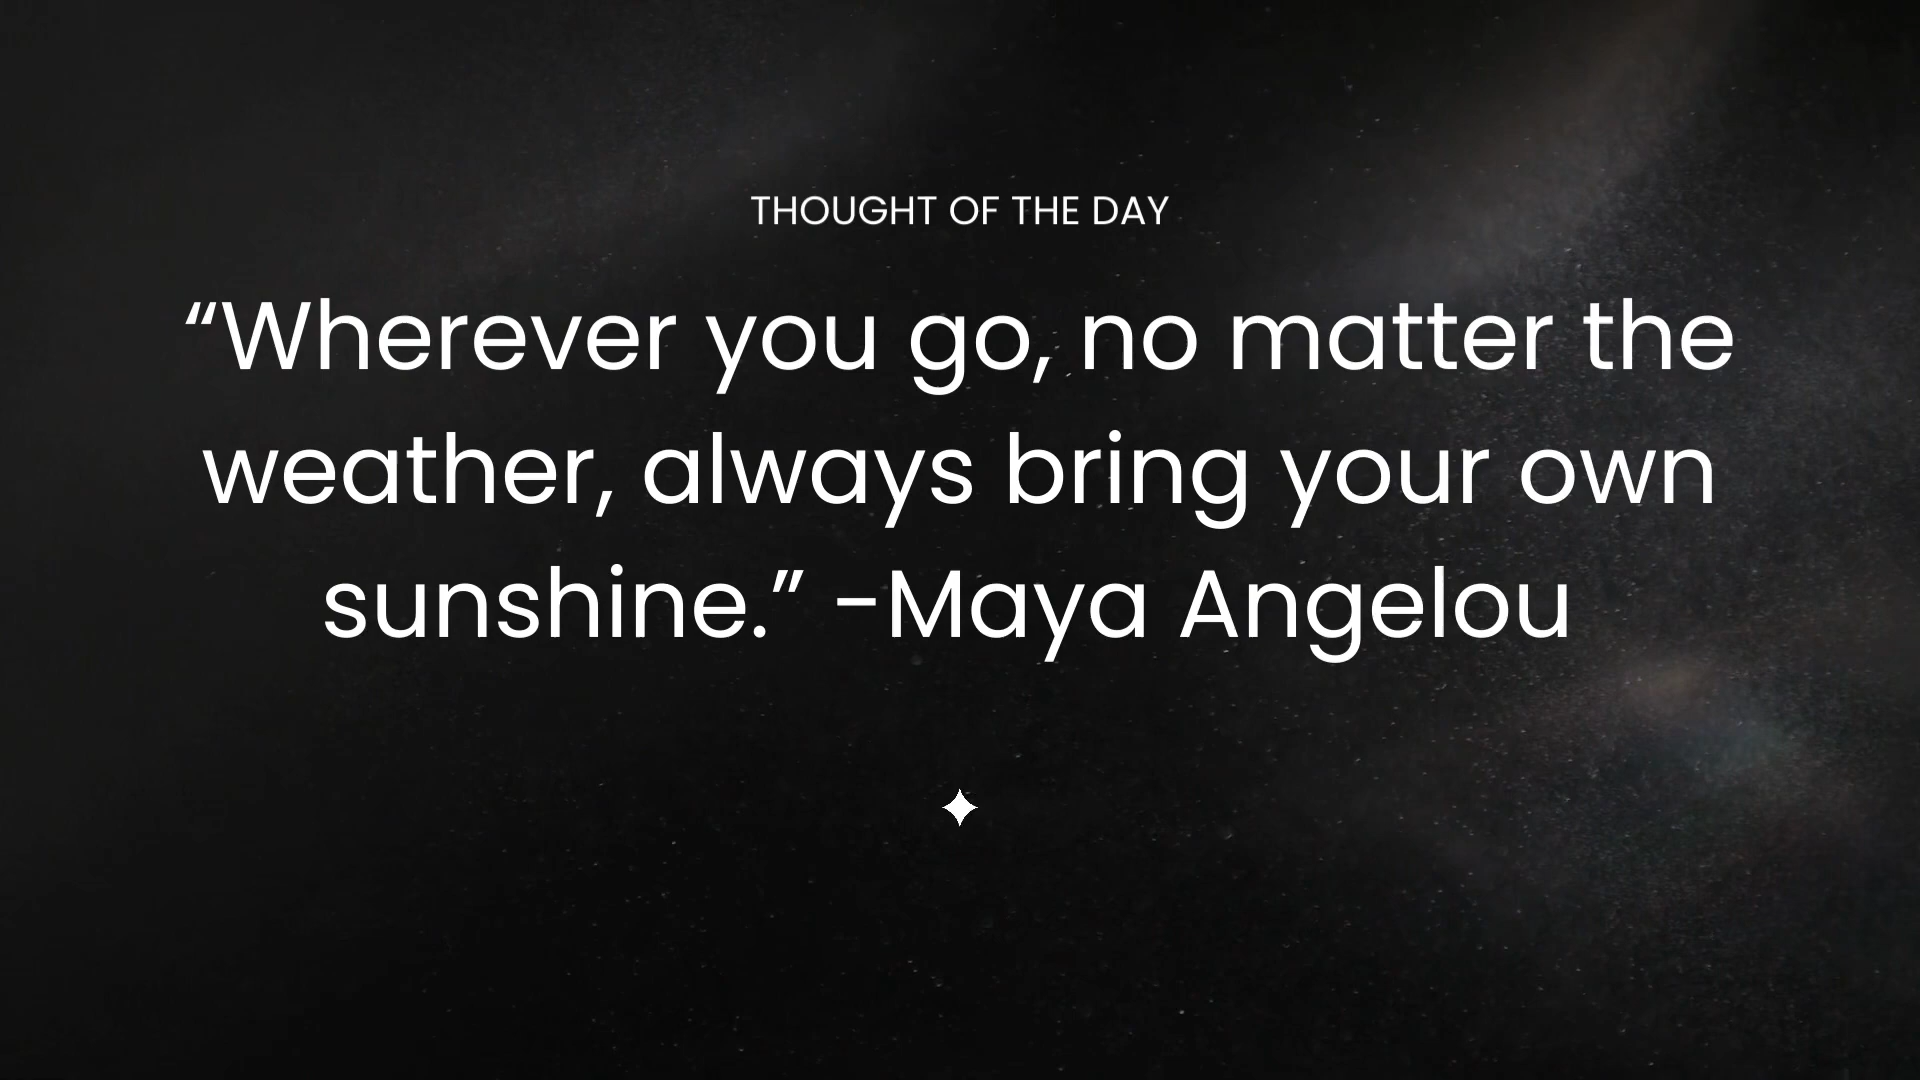 THOUGHT OF THE DAY
“Wherever you go, no matter the
weather, always bring your own
sunshine.” -Maya Angelou